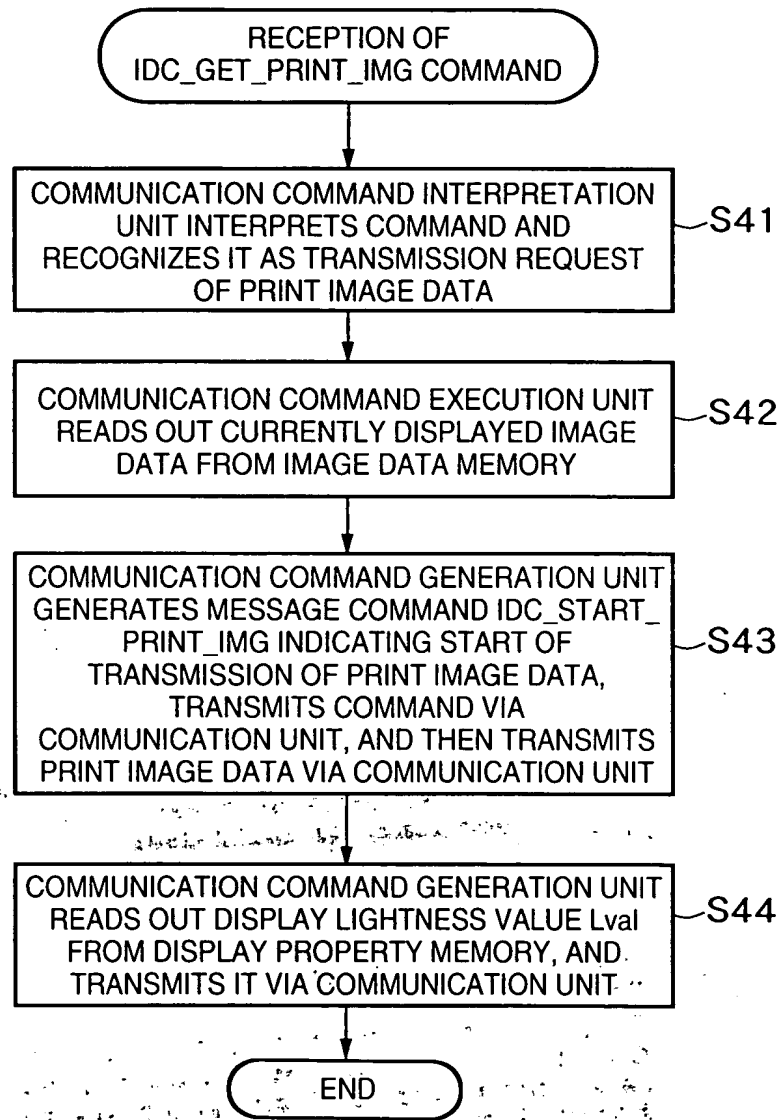 RECEPTION OF
IDC_GET_PRINT_IMG COMMAND
COMMUNICATION COMMAND INTERPRETATION
UNIT INTERPRETS COMMAND AND
RECOGNIZES IT AS TRANSMISSION REQUEST
OF PRINT IMAGE DATA
S41
COMMUNICATION COMMAND EXECUTION UNIT
READS OUT CURRENTLY DISPLAYED IMAGE
DATA FROM IMAGE DATA MEMORY
S42
COMMUNICATION COMMAND GENERATION UNIT
GENERATES MESSAGE COMMAND IDC_START_
PRINT_IMG INDICATING START OF
TRANSMISSION OF PRINT IMAGE DATA,
TRANSMITS COMMAND VIA
COMMUNICATION UNIT, AND THEN TRANSMITS
PRINT IMAGE DATA VIA COMMUNICATION UNIT
S43
COMMUNICATION COMMAND GENERATION UNIT
READS OUT DISPLAY LIGHTNESS VALUE Lval
FROM DISPLAY PROPERTY MEMORY, AND
TRANSMITS IT VIA COMMUNICATION UNIT
S44
END